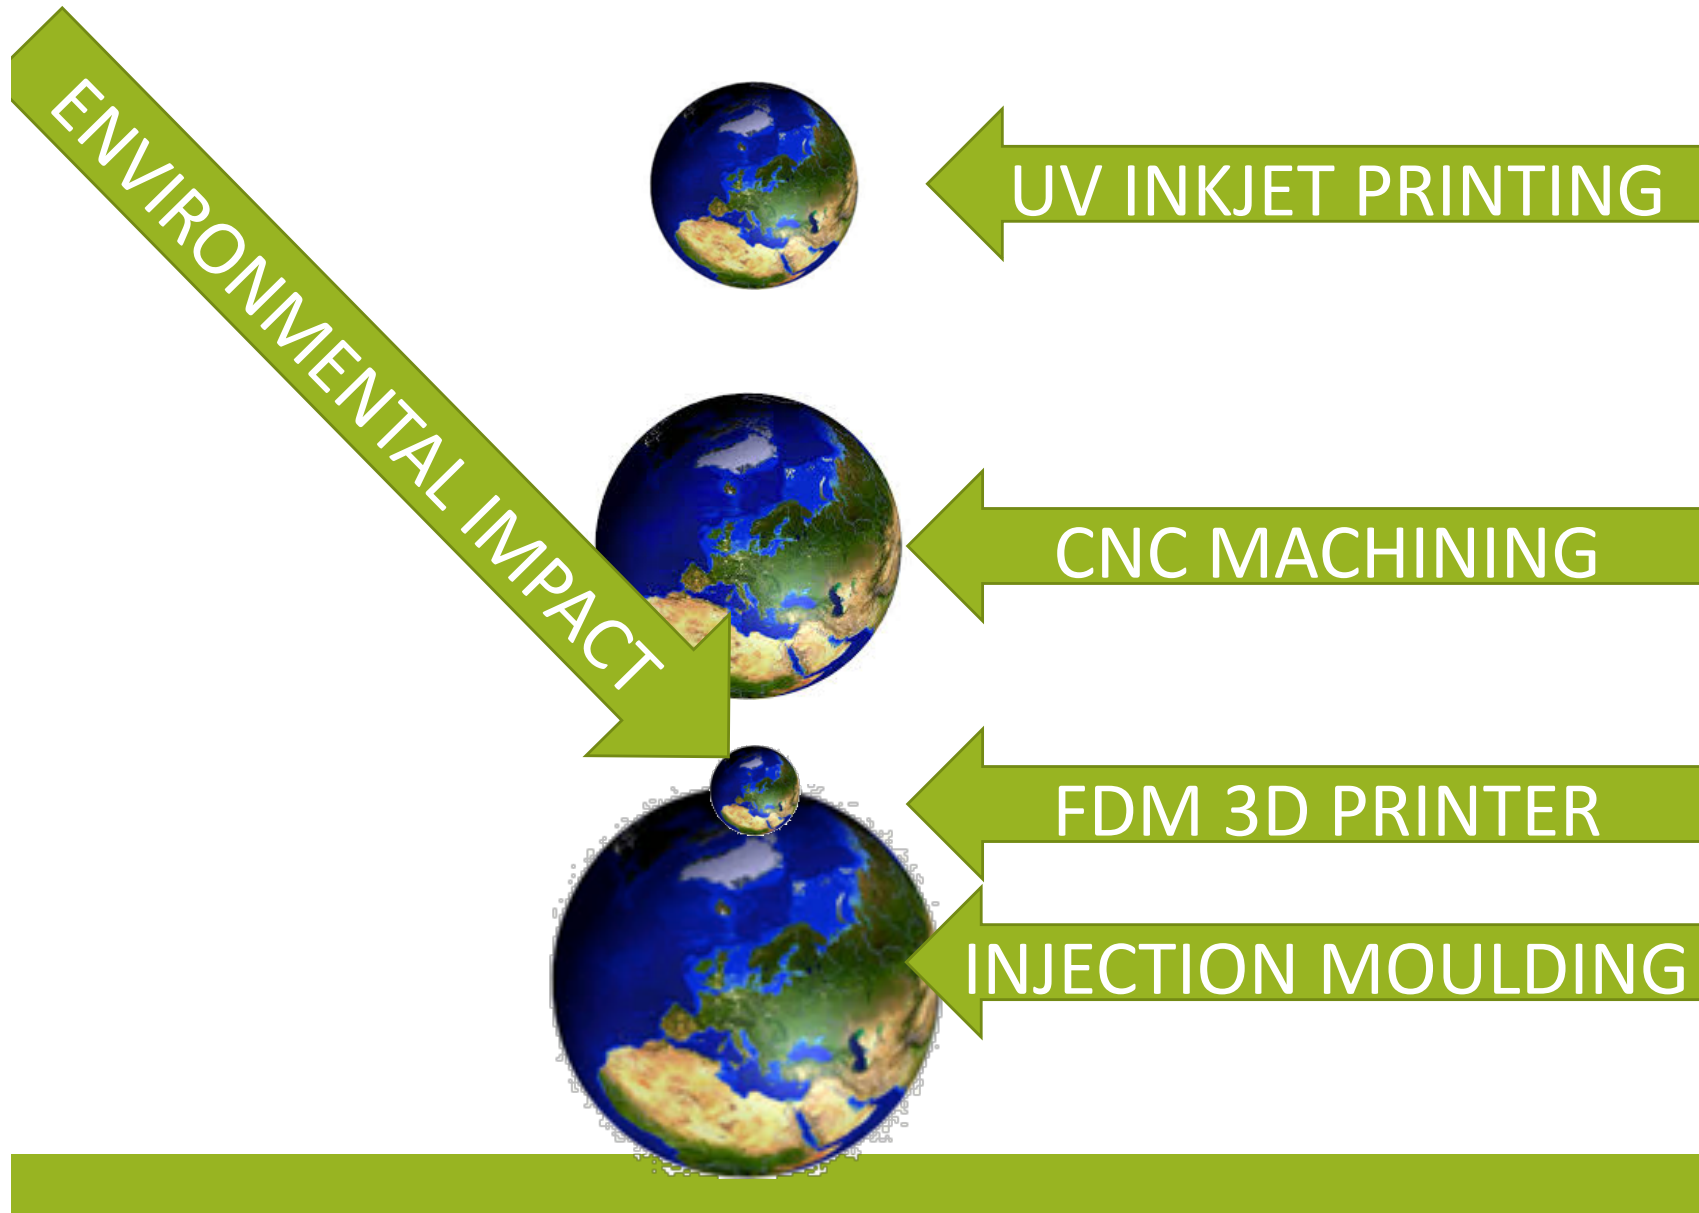 ENVIRONMENTAL IMPACT
UV INKJET PRINTING
CNC MACHINING
FDM 3D PRINTER
INJECTION MOULDING